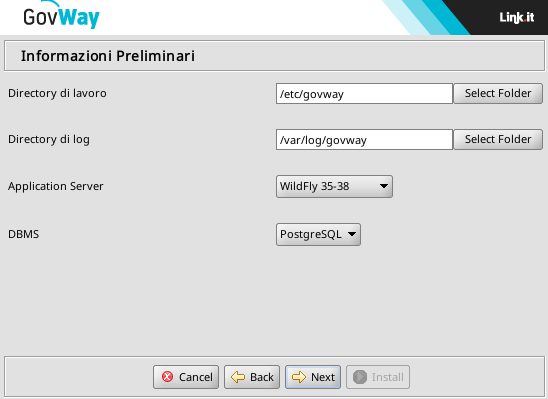 GovWay
Link.it
Informazioni Preliminari
Directory di lavoro /etc/govway Select Folder
Directory di log /var/log/govway Select Folder
Application Server WildFly 35-38
DBMS PostgreSQL
Cancel Back Next Install